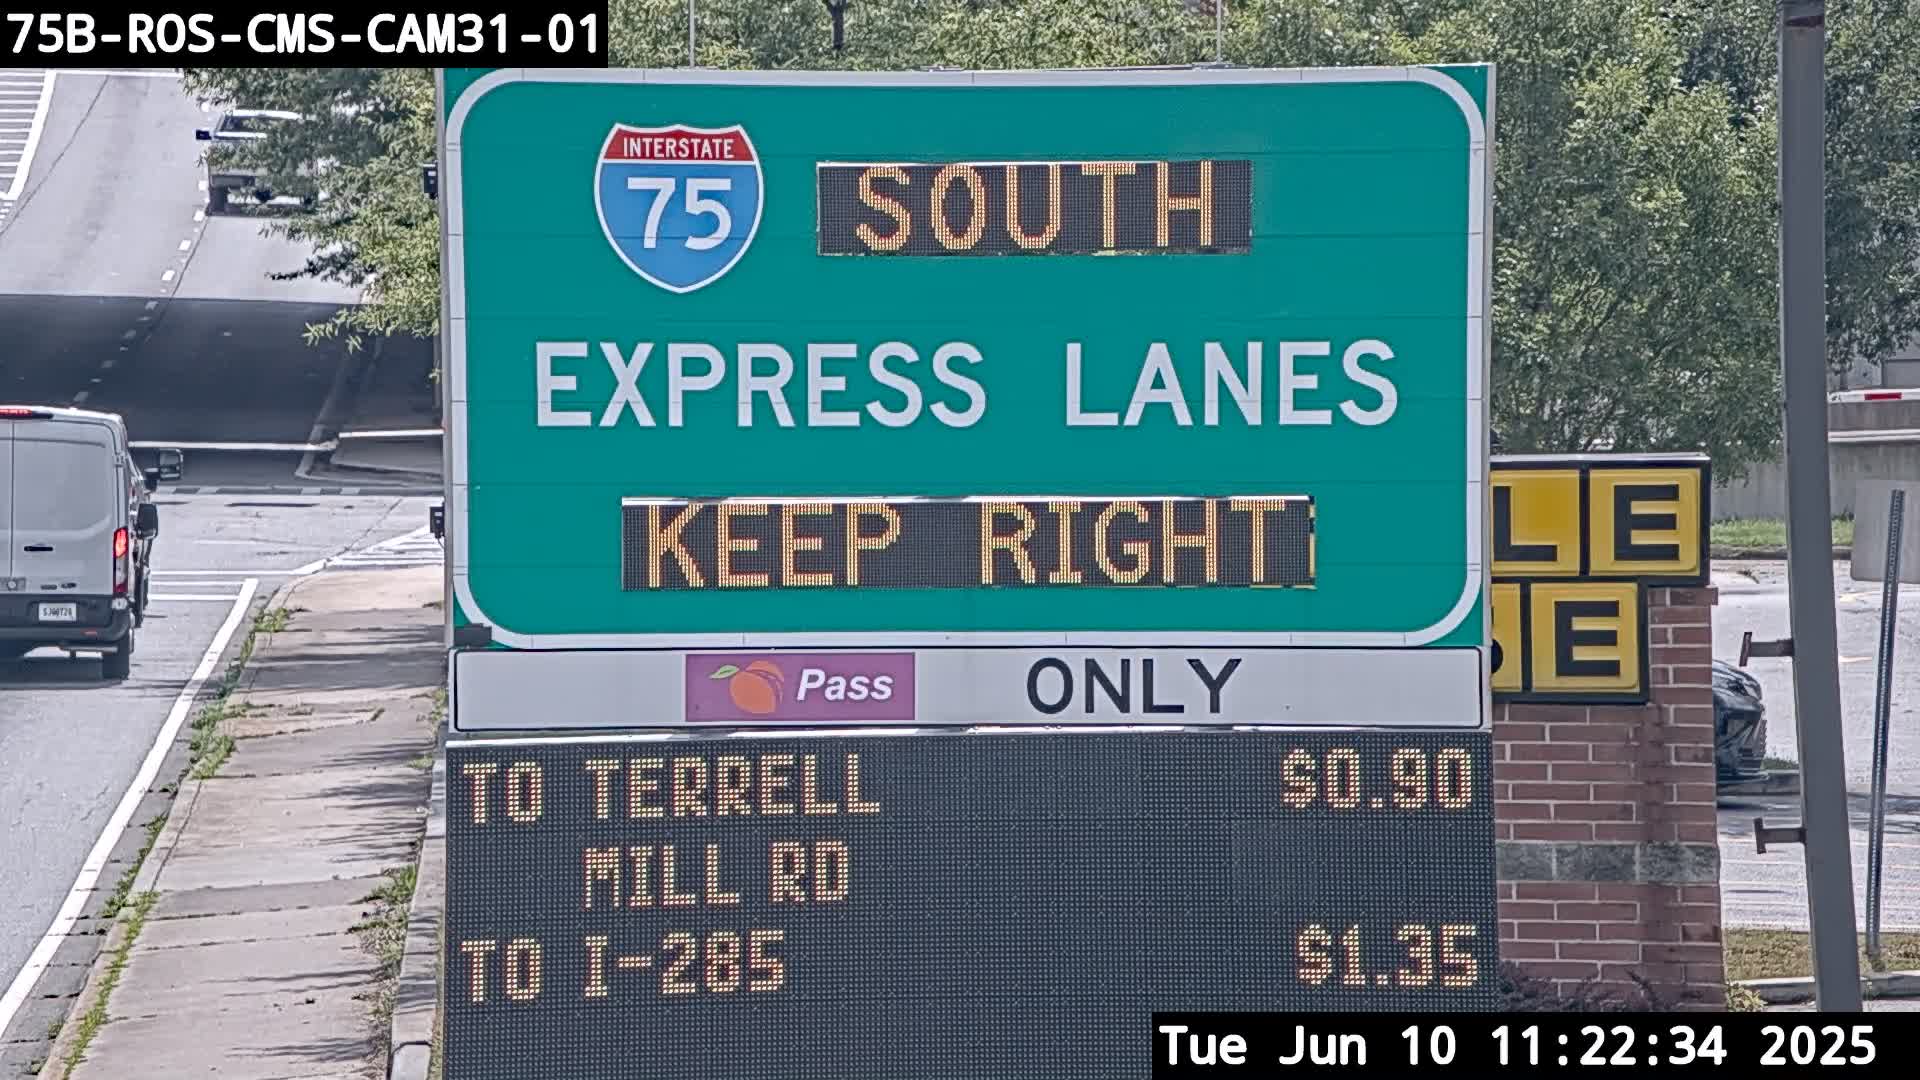 75B-ROS-CMS-CAM31-01
INTERSTATE
75
SOUTH
EXPRESS LANES
KEEP RIGHT
LE
E
Pass ONLY
TO TERRELL $0.90
MILL RD
TO I-285 $1.35
Tue Jun 10 11:22:34 2025